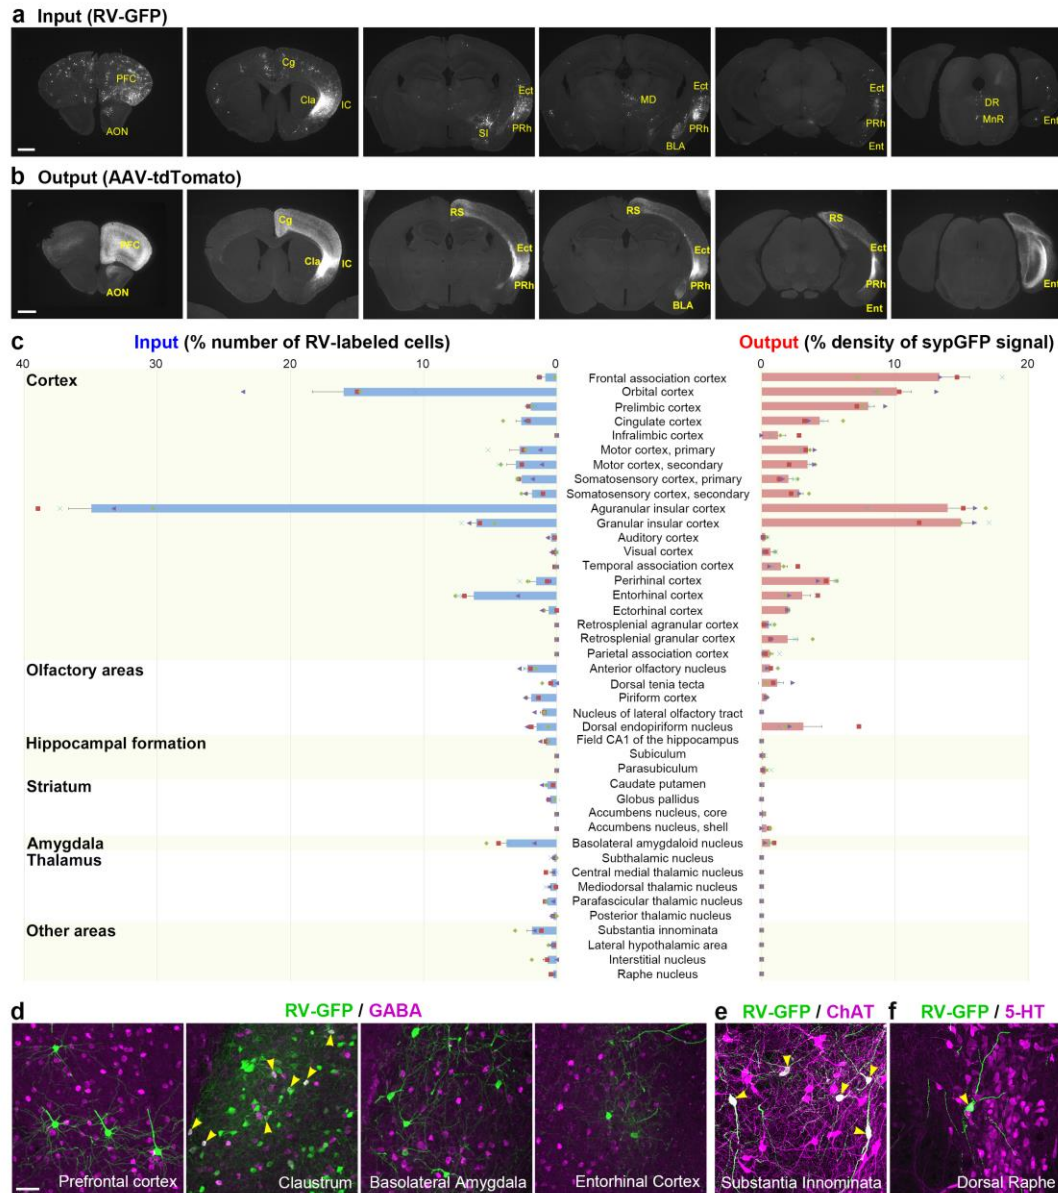 a Input (RV-GFP)
PFC
AON
Cg
Cla
IC
SI
Ect
PRh
MD
Ect
PRh
BLA
Ect
PRh
Ent
DR
MnR
Ent
b Output (AAV-tdTomato)
PFC
AON
Cg
Cla
IC
RS
Ect
PRh
RS
Ect
PRh
BLA
RS
Ect
PRh
Ent
Ent
c Input (% number of RV-labeled cells) Output (% density of sypGFP signal)
40 30 20 10 0 0 10 20
Cortex
Frontal association cortex
Orbital cortex
Prelimbic cortex
Cingulate cortex
Infralimbic cortex
Motor cortex, primary
Motor cortex, secondary
Somatosensory cortex, primary
Somatosensory cortex, secondary
Aguranular insular cortex
Granular insular cortex
Auditory cortex
Visual cortex
Temporal association cortex
Perirhinal cortex
Entorhinal cortex
Ectorhinal cortex
Retrosplenial agranular cortex
Retrosplenial granular cortex
Parietal association cortex
Olfactory areas
Anterior olfactory nucleus
Dorsal tenia tecta
Piriform cortex
Nucleus of lateral olfactory tract
Dorsal endopiriform nucleus
Hippocampal formation
Field CA1 of the hippocampus
Subiculum
Parasubiculum
Striatum
Caudate putamen
Globus pallidus
Accumbens nucleus, core
Accumbens nucleus, shell
Amygdala
Basolateral amygdaloid nucleus
Thalamus
Subthalamic nucleus
Central medial thalamic nucleus
Mediodorsal thalamic nucleus
Parafascicular thalamic nucleus
Posterior thalamic nucleus
Other areas
Substantia innominata
Lateral hypothalamic area
Interstitial nucleus
Raphe nucleus
d RV-GFP / GABA
Prefrontal cortex
Claustrum
Basolateral Amygdala
Entorhinal Cortex
e RV-GFP / ChAT
Substantia Innominata
f RV-GFP / 5-HT
Dorsal Raphe